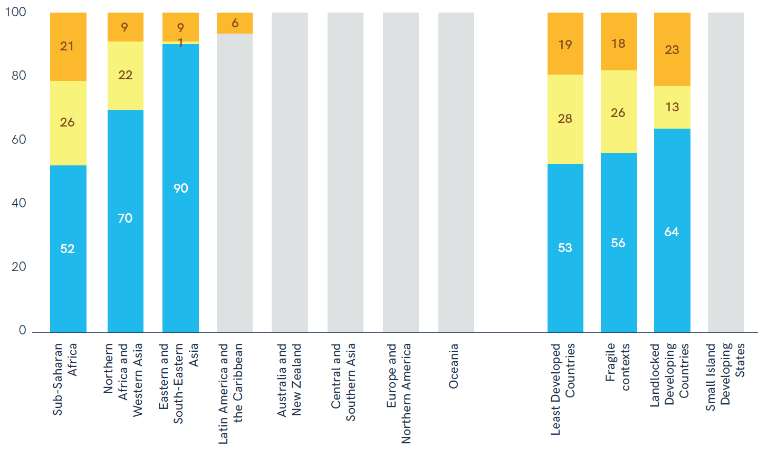 100
80
60
40
20
0
21
26
52
9
22
70
9
1
90
6
19
28
53
18
26
56
23
13
64
Sub-Saharan
Africa
Northern
Africa and
Western Asia
Eastern and
South-Eastern
Asia
Latin America and
the Caribbean
Australia and
New Zealand
Central and
Southern Asia
Europe and
Northern America
Oceania
Least Developed
Countries
Fragile
contexts
Landlocked
Developing
Countries
Small Island
Developing
States